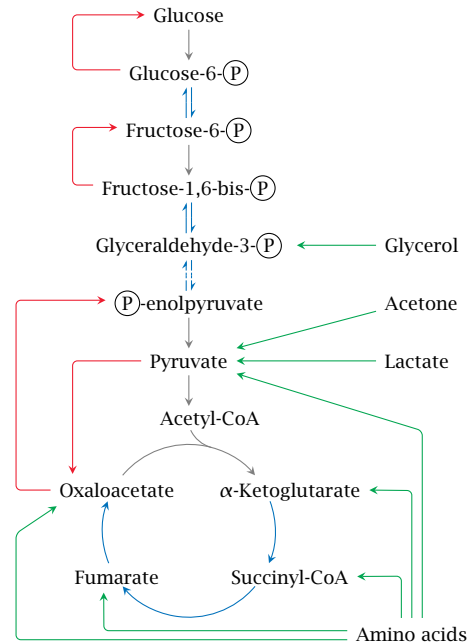 Glucose
Glucose-6-P
Fructose-6-P
Fructose-1,6-bis-P
Glyceraldehyde-3-P
Glycerol
P-enolpyruvate
Acetone
Pyruvate
Lactate
Acetyl-CoA
Oxaloacetate
α-Ketoglutarate
Fumarate
Succinyl-CoA
Amino acids